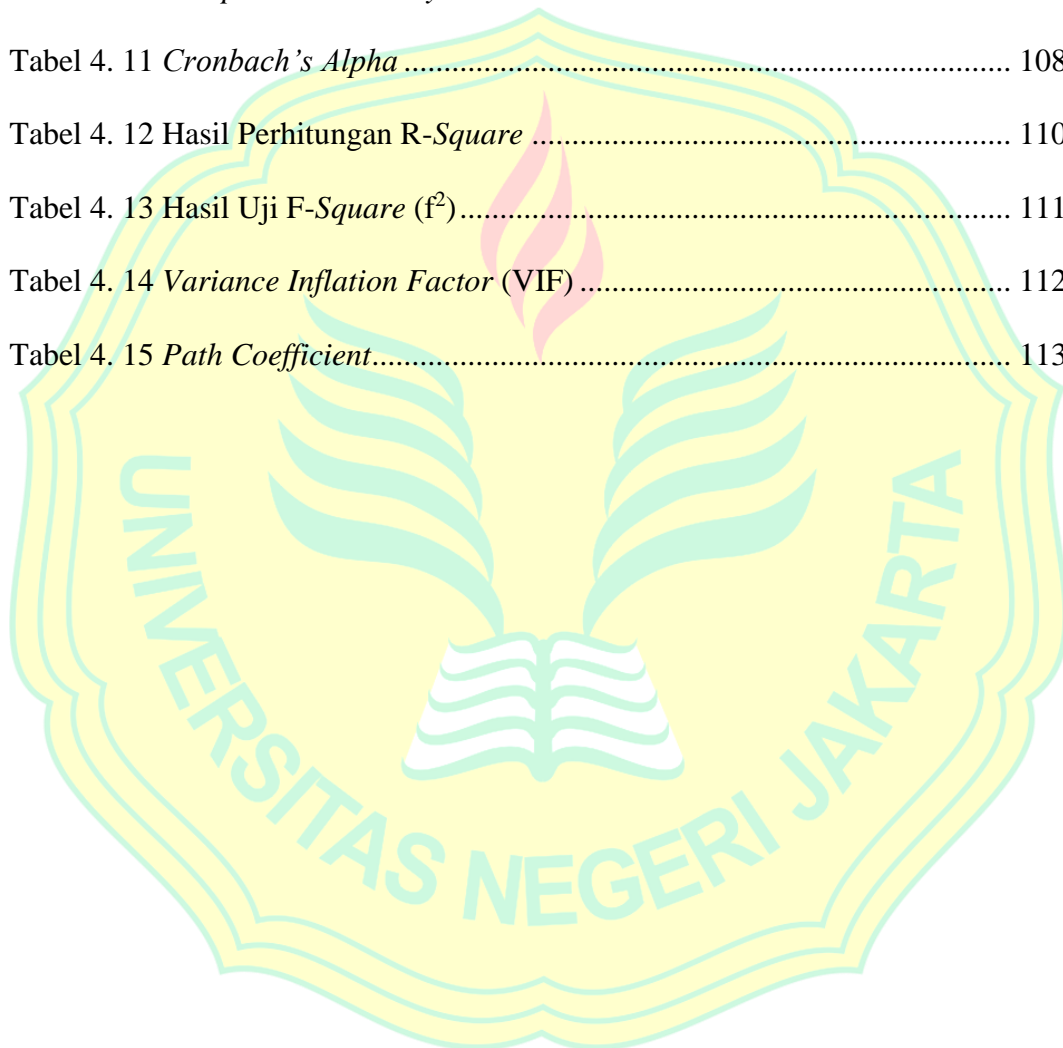 Tabel 4. 11 Cronbach's Alpha ........................................................................... 108
Tabel 4. 12 Hasil Perhitungan R-Square ........................................................... 110
Tabel 4. 13 Hasil Uji F-Square (f²) .................................................................... 111
Tabel 4. 14 Variance Inflation Factor (VIF) ..................................................... 112
Tabel 4. 15 Path Coefficient ............................................................................... 113
UNIVERSITAS NEGERI JAKARTA